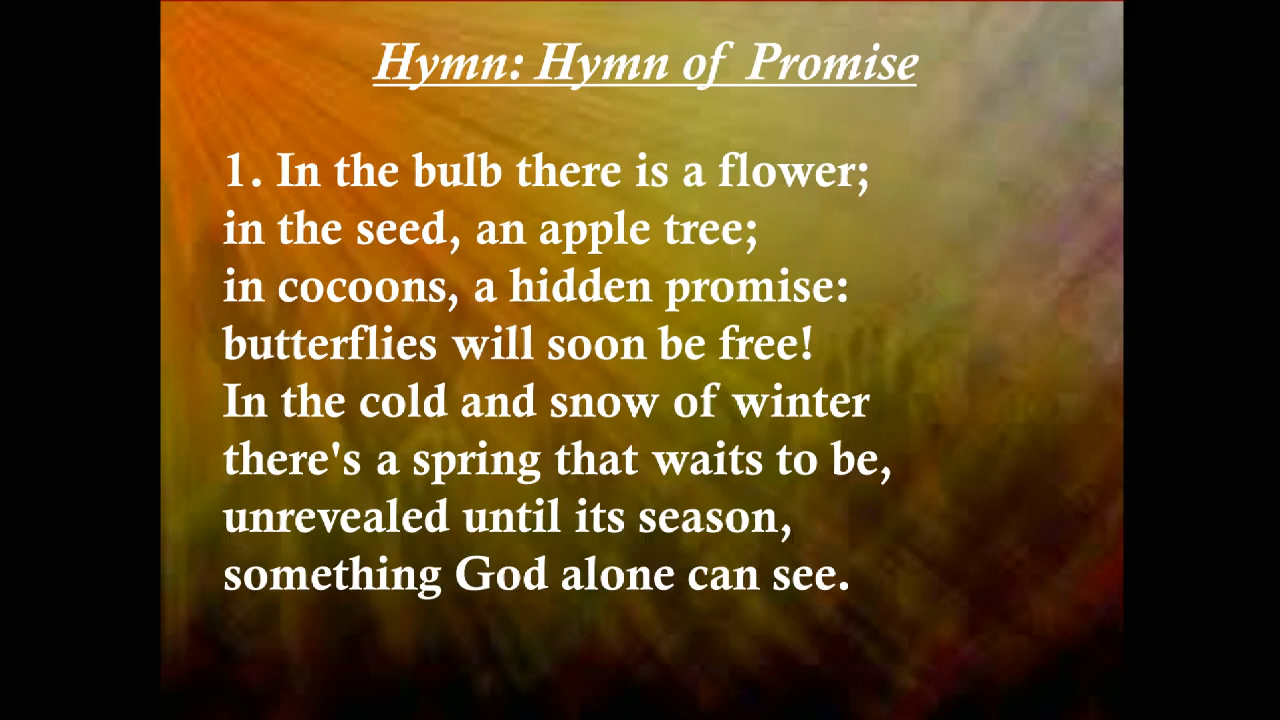 Hymn: Hymn of Promise
1. In the bulb there is a flower;
in the seed, an apple tree;
in cocoons, a hidden promise:
butterflies will soon be free!
In the cold and snow of winter
there's a spring that waits to be,
unrevealed until its season,
something God alone can see.